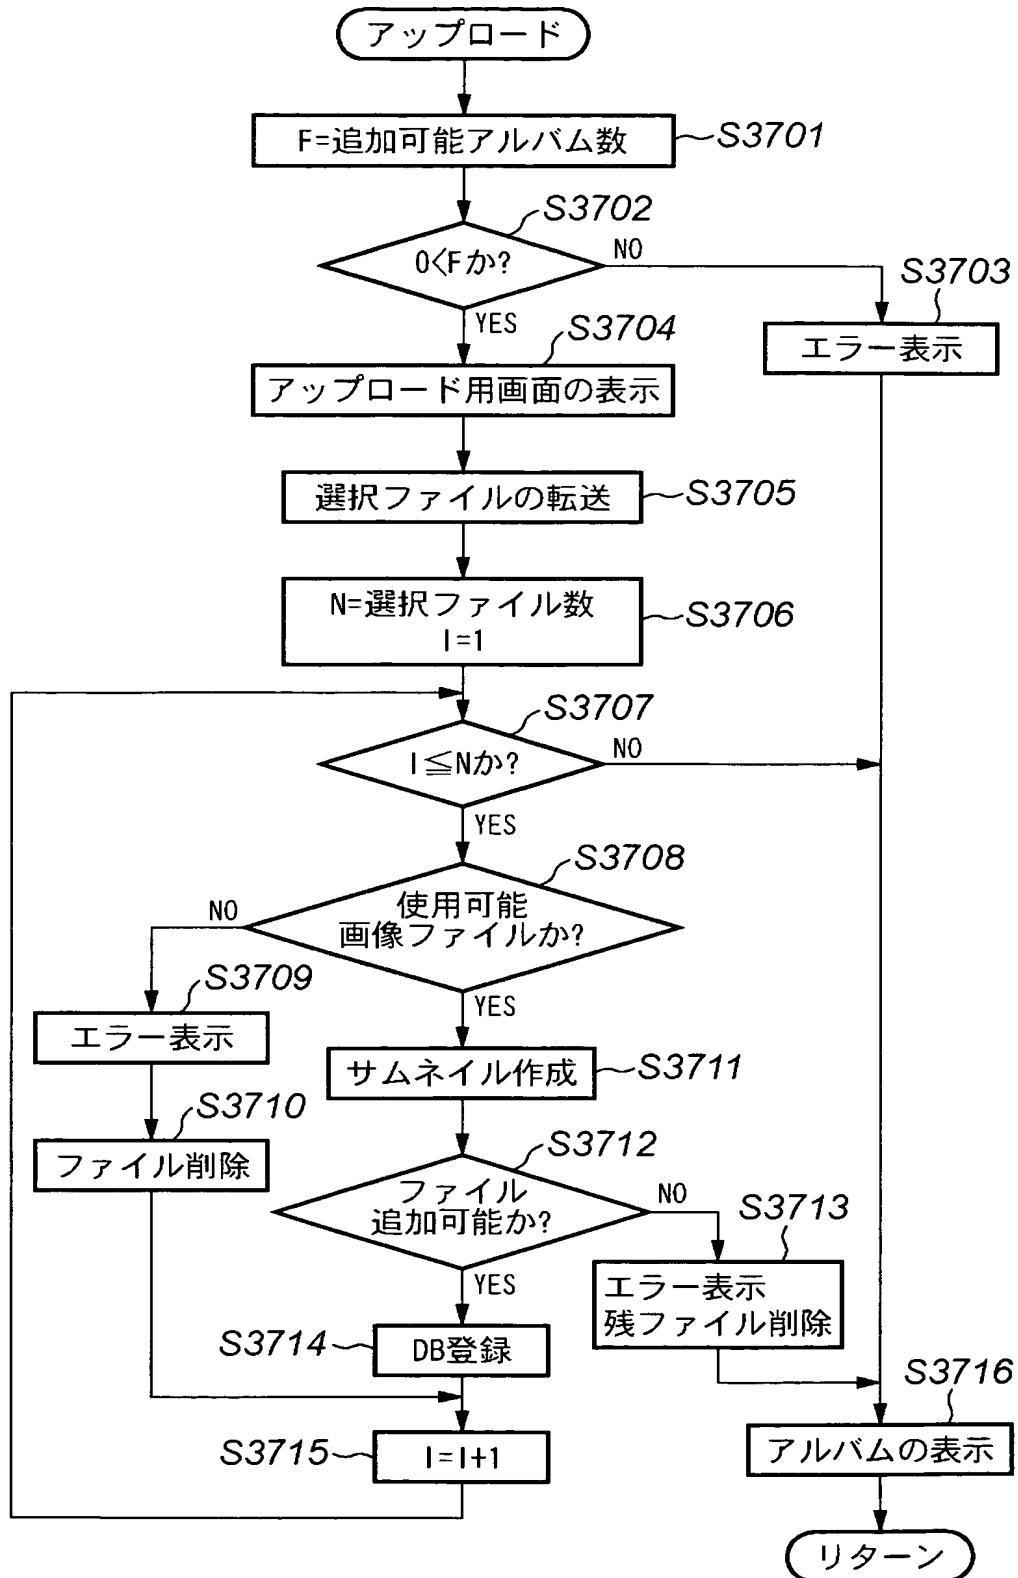 アップロード
F=追加可能アルバム数
S3701
S3702
0<Fか?
NO
S3703
エラー表示
YES
S3704
アップロード用画面の表示
選択ファイルの転送
S3705
N=選択ファイル数
I=1
S3706
S3707
I≦Nか?
NO
YES
S3708
使用可能
画像ファイルか?
NO
S3709
エラー表示
YES
サムネイル作成
S3711
S3710
ファイル削除
S3712
ファイル
追加可能か?
NO
S3713
エラー表示
残ファイル削除
YES
S3714
DB登録
S3716
アルバムの表示
S3715
I=I+1
リターン